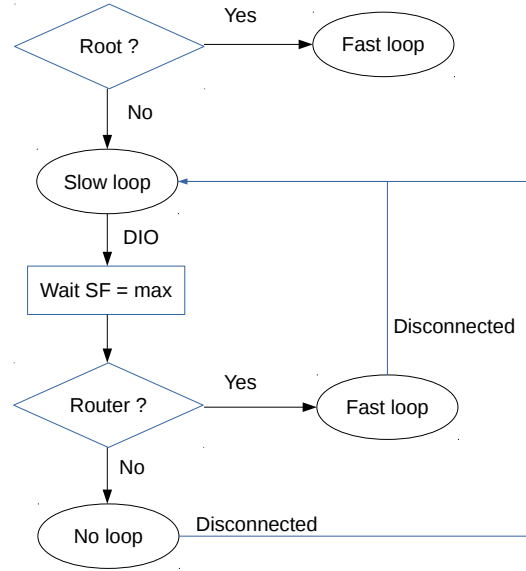 Root ?
Yes
Fast loop
No
Slow loop
DIO
Wait SF = max
Disconnected
Router ?
Yes
Fast loop
No
No loop
Disconnected